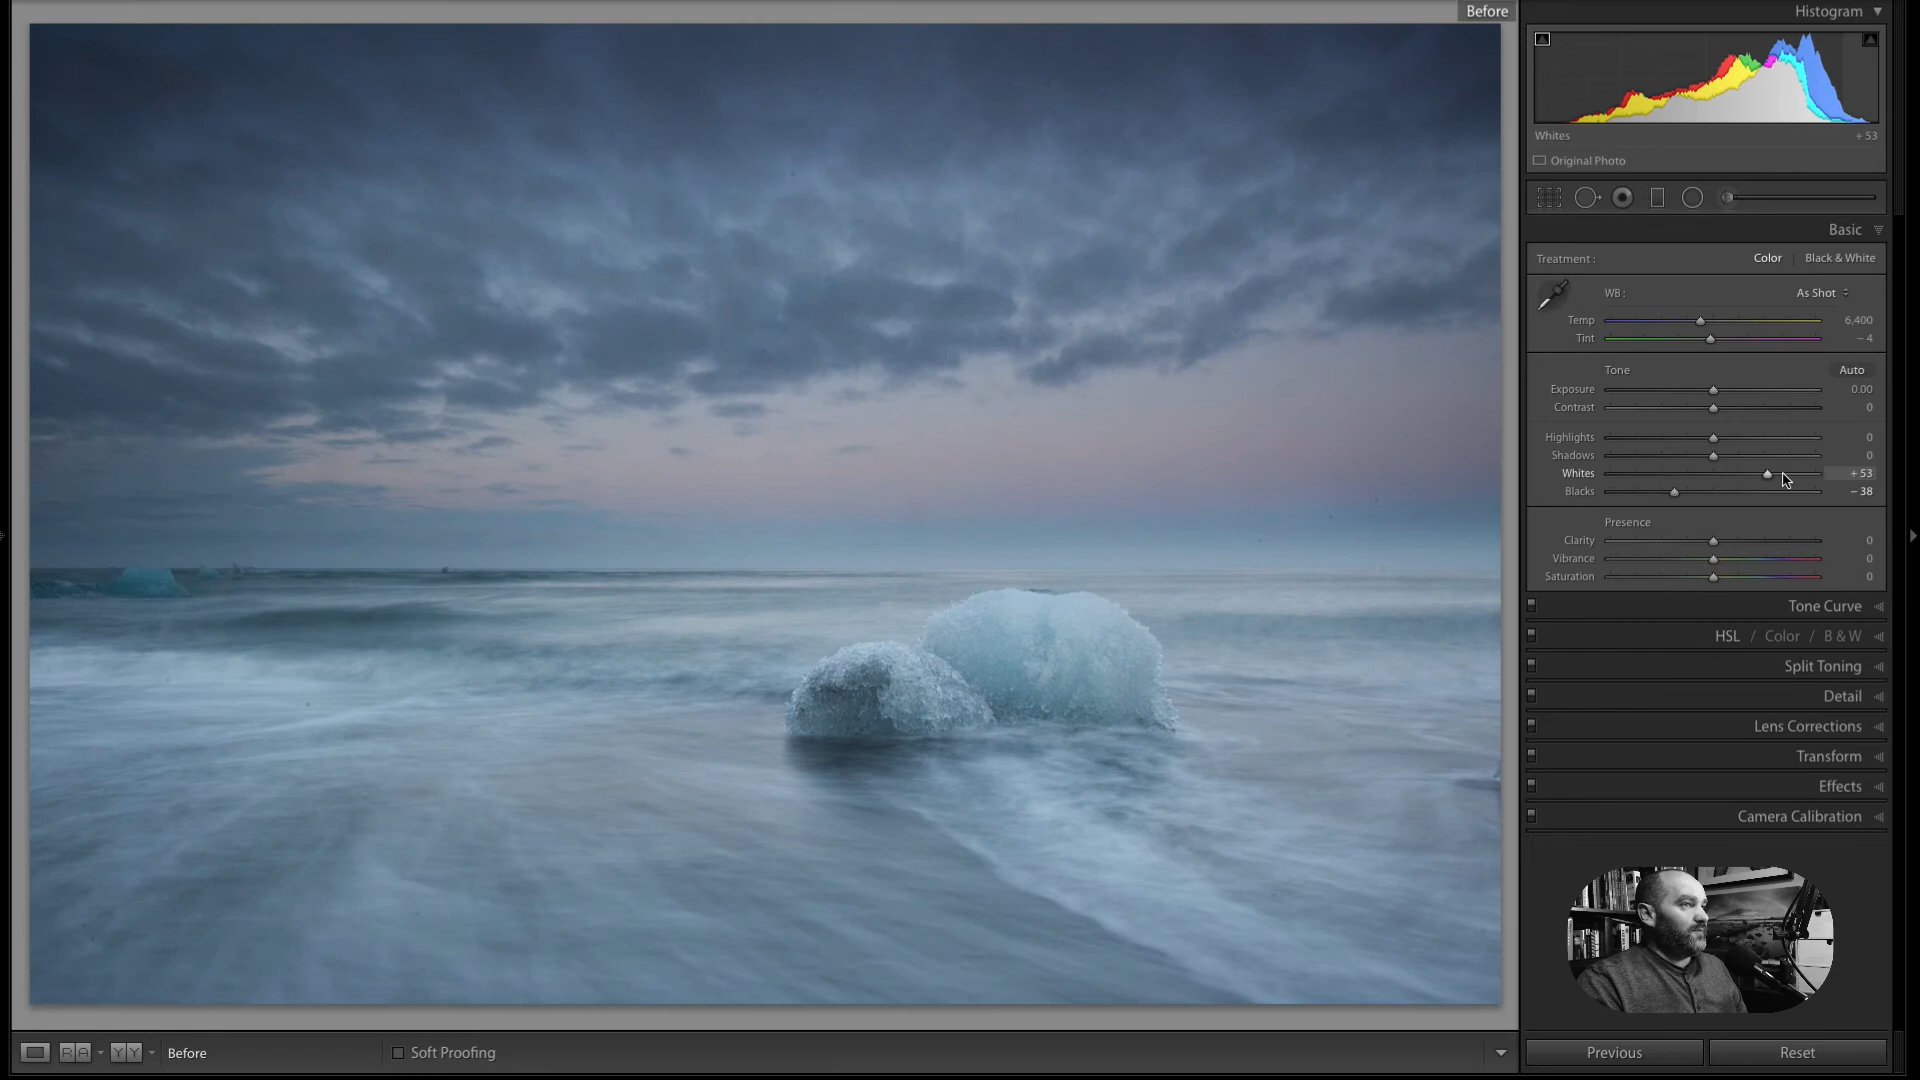 Before
Histogram
Whites + 53
Original Photo
Basic
Treatment : Color Black & White
WB : As Shot
Temp 6,400
Tint – 4
Tone Auto
Exposure 0.00
Contrast 0
Highlights 0
Shadows 0
Whites + 53
Blacks – 38
Presence
Clarity 0
Vibrance 0
Saturation 0
Tone Curve
HSL / Color / B & W
Split Toning
Detail
Lens Corrections
Transform
Effects
Camera Calibration
R A Y Y Before Soft Proofing
Previous Reset